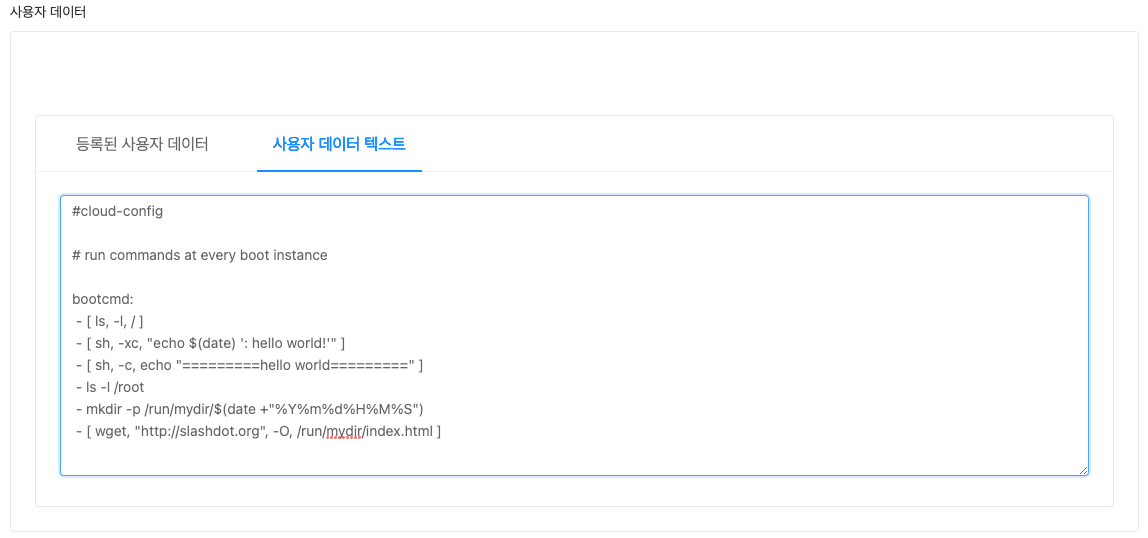 사용자 데이터
등록된 사용자 데이터
사용자 데이터 텍스트
#cloud-config
# run commands at every boot instance
bootcmd:
- [ ls, -l, / ]
- [ sh, -xc, "echo $(date) ': hello world!'" ]
- [ sh, -c, echo "=========hello world=========" ]
- ls -l /root
- mkdir -p /run/mydir/$(date +"%Y%m%d%H%M%S")
- [ wget, "http://slashdot.org", -O, /run/mydir/index.html ]